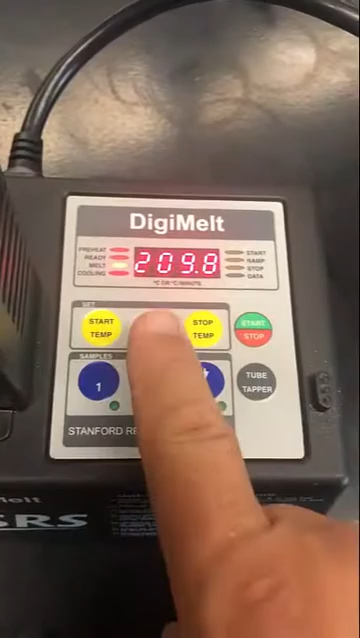 DigiMelt
PREHEAT
READY
MELT
COOLING
209.8
START
RAMP
STOP
DATA
°C OR °C/MINUTE
SET
START
TEMP
STOP
TEMP
START
STOP
SAMPLES
1
TUBE
TAPPER
STANFORD RE
SRS